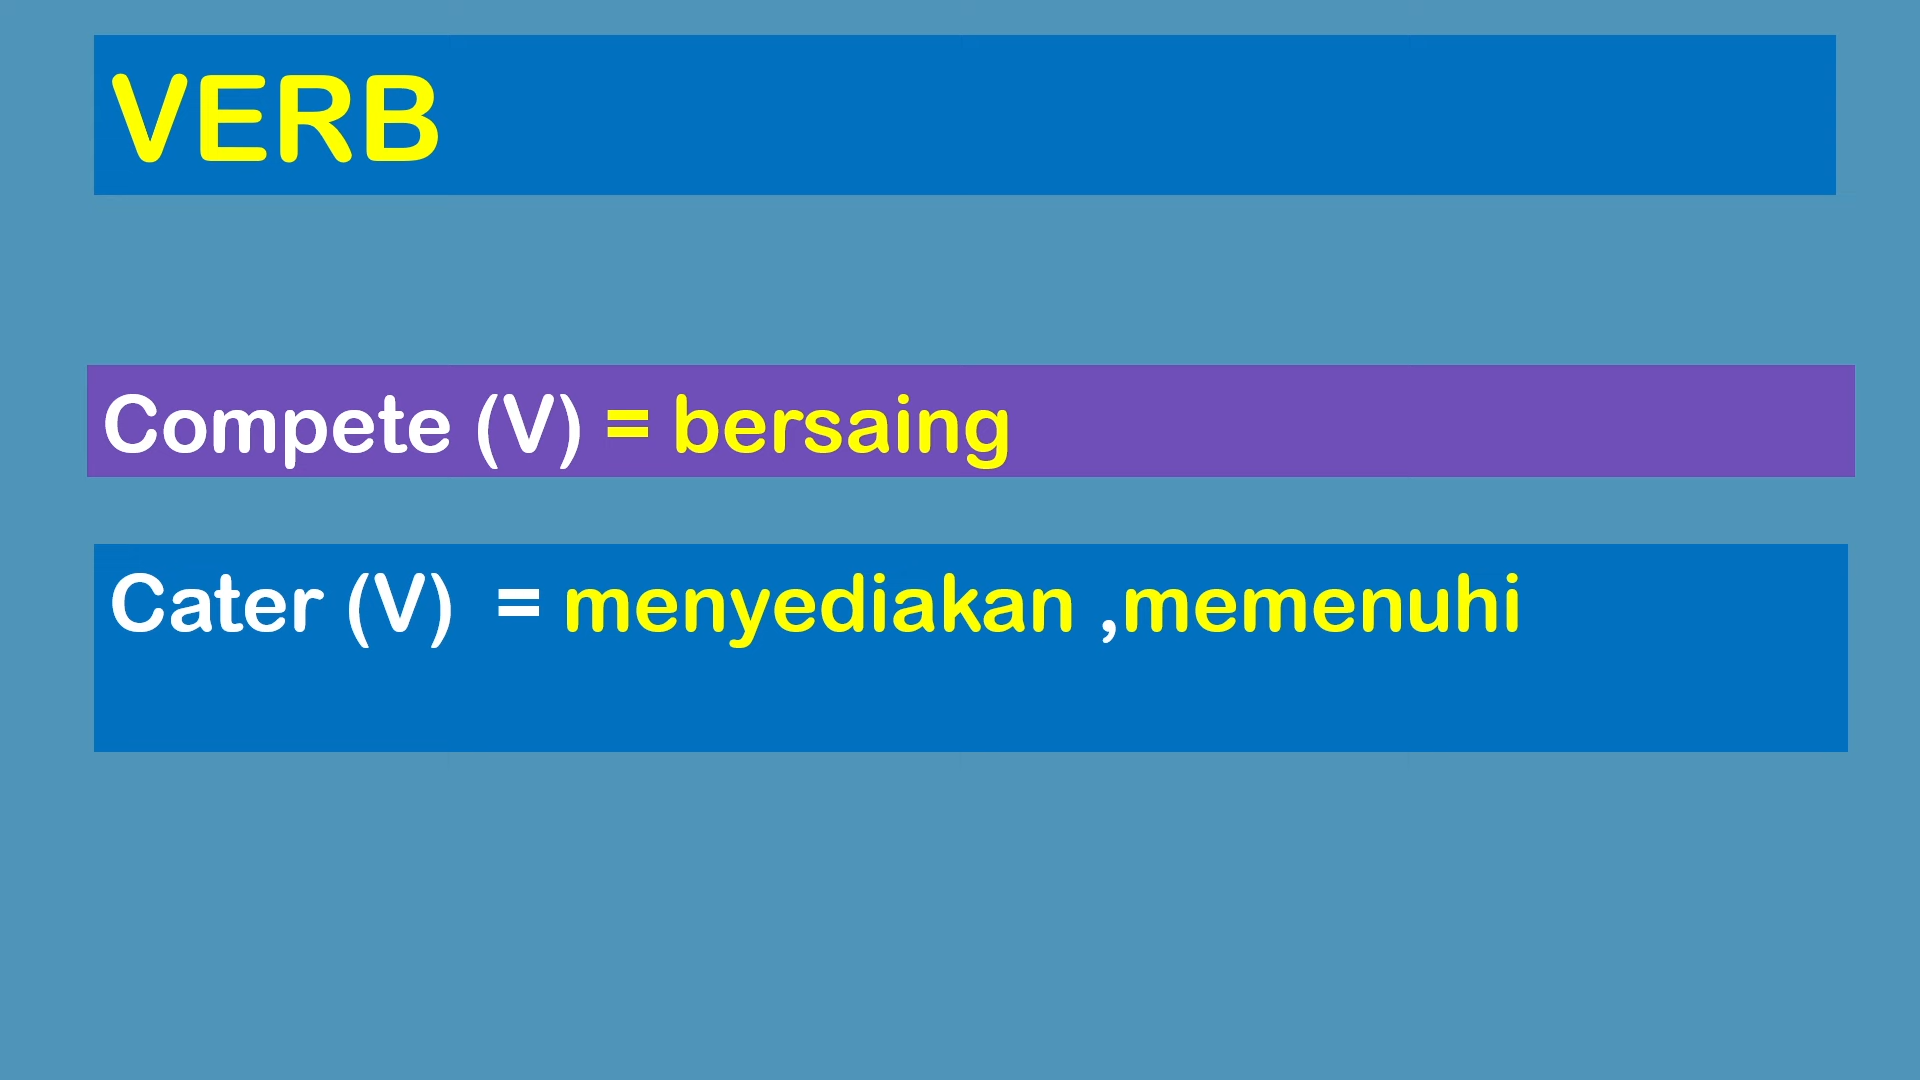 VERB
Compete (V) = bersaing
Cater (V)  = menyediakan ,memenuhi